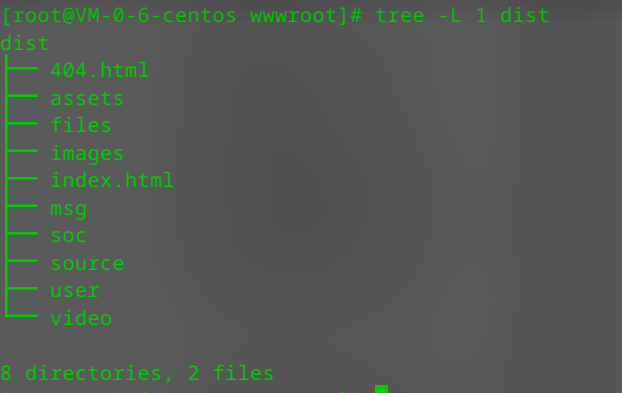 [root@VM-0-6-centos wwwroot]# tree -L 1 dist
dist
├── 404.html
├── assets
├── files
├── images
├── index.html
├── msg
├── soc
├── source
├── user
└── video
8 directories, 2 files